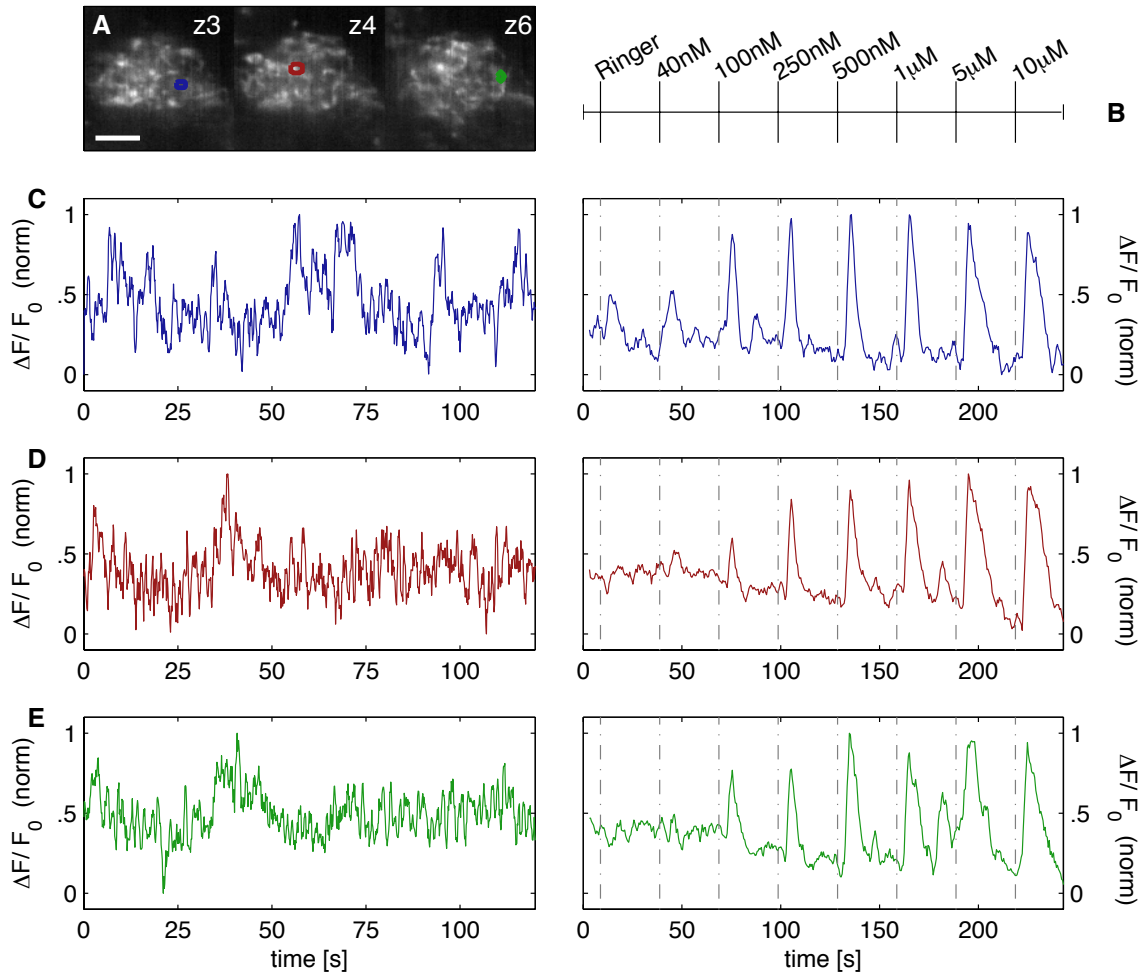 A z3 z4 z6
Ringer 40nM 100nM 250nM 500nM 1µM 5µM 10µM
B
C
ΔF/ F0 (norm)
1
.5
0
0 25 50 75 100
1
.5
0
ΔF/ F0 (norm)
0 50 100 150 200
D
ΔF/ F0 (norm)
1
.5
0
0 25 50 75 100
1
.5
0
ΔF/ F0 (norm)
0 50 100 150 200
E
ΔF/ F0 (norm)
1
.5
0
0 25 50 75 100
time [s]
1
.5
0
ΔF/ F0 (norm)
0 50 100 150 200
time [s]